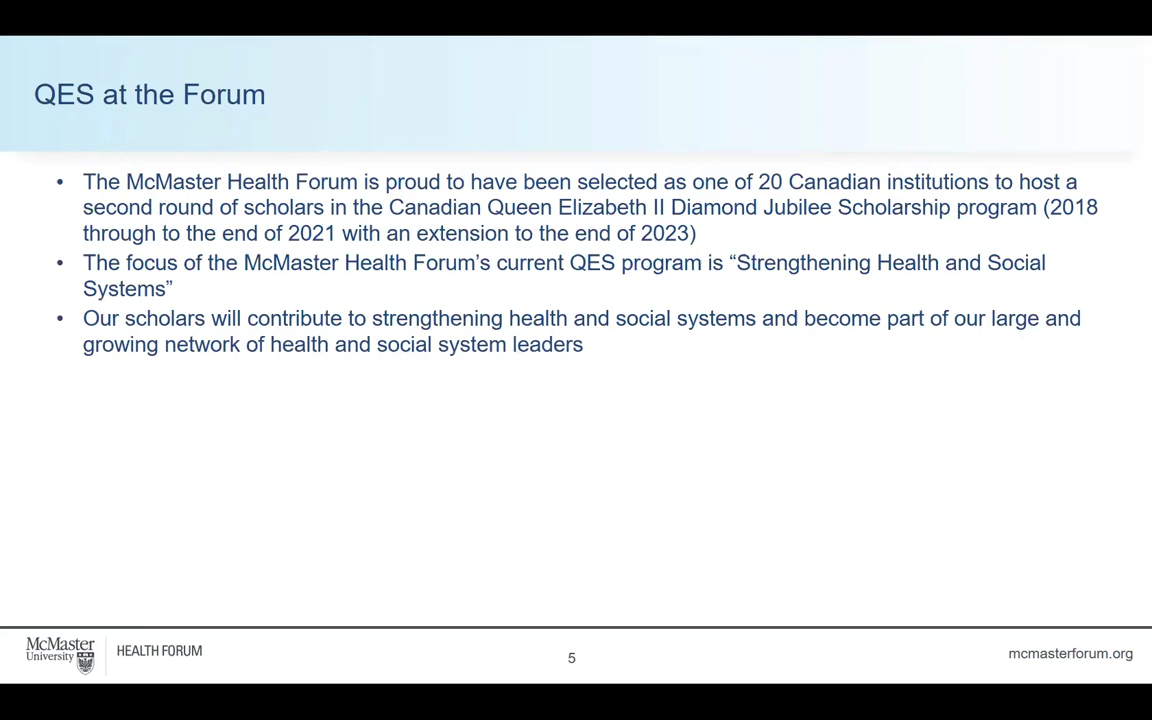 QES at the Forum
• The McMaster Health Forum is proud to have been selected as one of 20 Canadian institutions to host a
second round of scholars in the Canadian Queen Elizabeth II Diamond Jubilee Scholarship program (2018
through to the end of 2021 with an extension to the end of 2023)
• The focus of the McMaster Health Forum’s current QES program is “Strengthening Health and Social
Systems”
• Our scholars will contribute to strengthening health and social systems and become part of our large and
growing network of health and social system leaders
McMaster
University
HEALTH FORUM
5
mcmasterforum.org